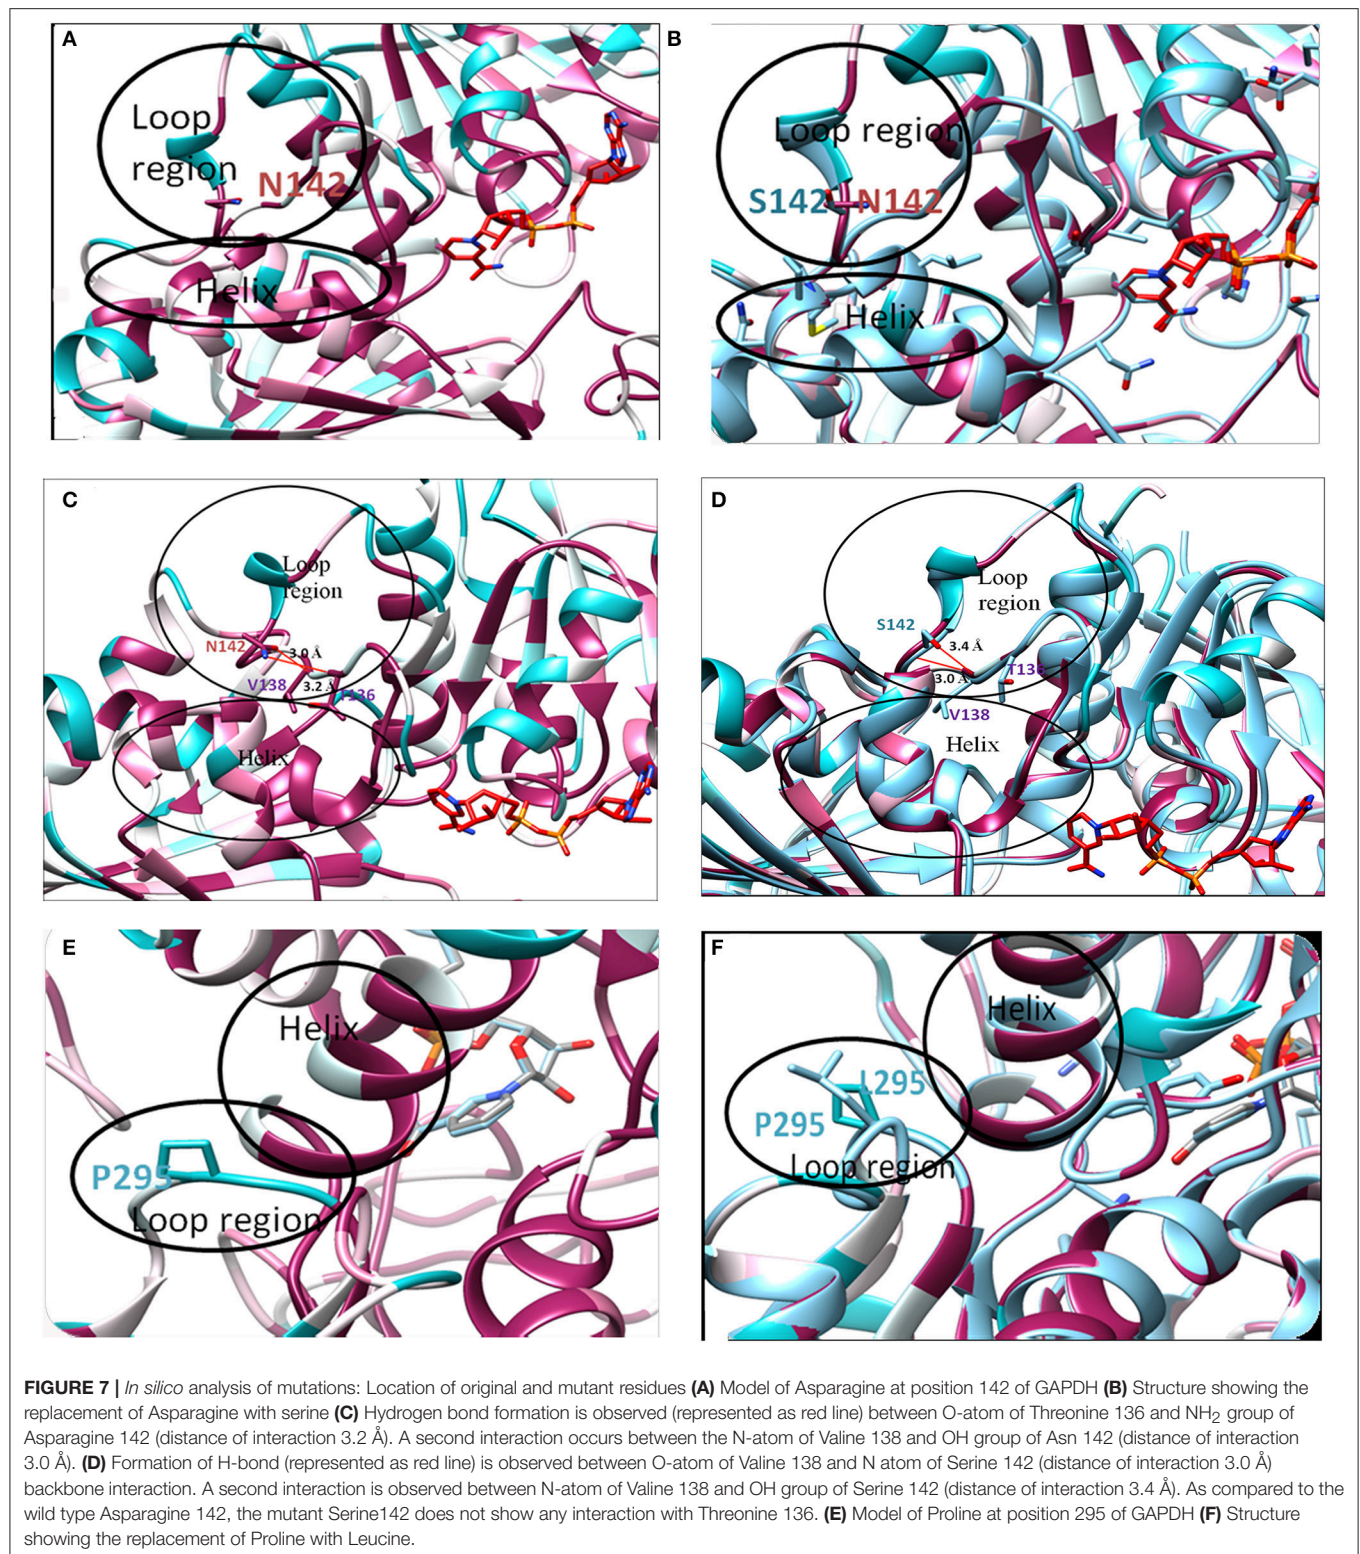 A
Loop
region
N142
Helix
B
Loop region
S142
N142
Helix
C
Loop
region
N142
3.0 Å
V138
3.2 Å
T136
Helix
D
Loop
region
S142
3.4 Å
T136
3.0 Å
V138
Helix
E
Helix
P295
Loop region
F
Helix
L295
P295
Loop region
FIGURE 7 | In silico analysis of mutations: Location of original and mutant residues (A) Model of Asparagine at position 142 of GAPDH (B) Structure showing the
replacement of Asparagine with serine (C) Hydrogen bond formation is observed (represented as red line) between O-atom of Threonine 136 and NH₂ group of
Asparagine 142 (distance of interaction 3.2 Å). A second interaction occurs between the N-atom of Valine 138 and OH group of Asn 142 (distance of interaction
3.0 Å). (D) Formation of H-bond (represented as red line) is observed between O-atom of Valine 138 and N atom of Serine 142 (distance of interaction 3.0 Å)
backbone interaction. A second interaction is observed between N-atom of Valine 138 and OH group of Serine 142 (distance of interaction 3.4 Å). As compared to the
wild type Asparagine 142, the mutant Serine142 does not show any interaction with Threonine 136. (E) Model of Proline at position 295 of GAPDH (F) Structure
showing the replacement of Proline with Leucine.